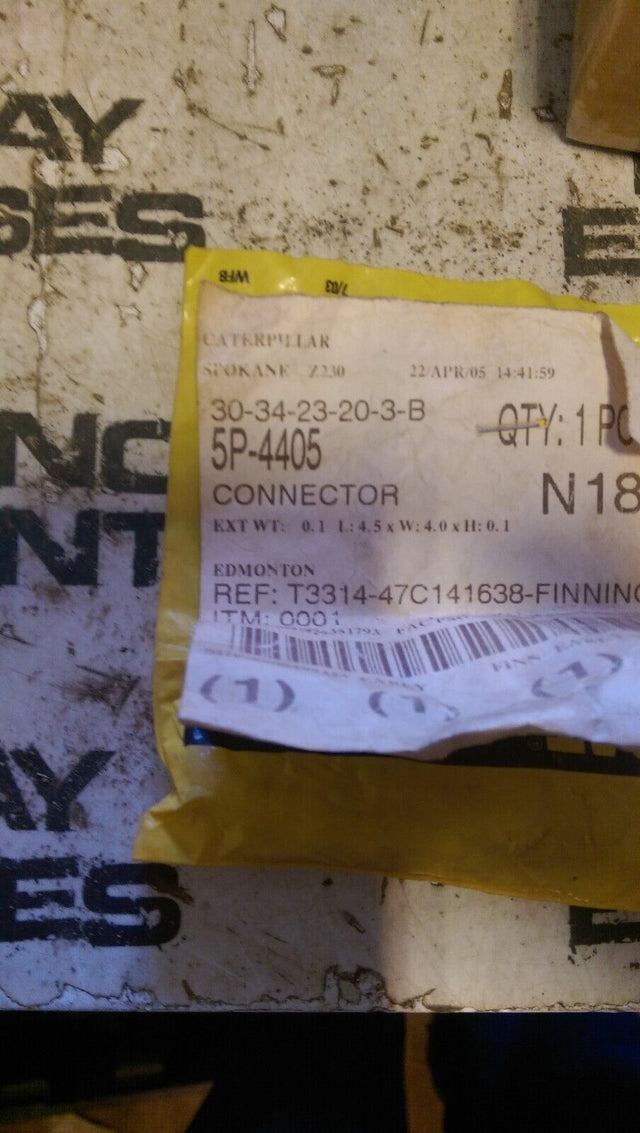 AY
SES
E
WFB
7/03
CATERPILLAR
SPOKANE Z230 22/APR/05 14:41:59
30-34-23-20-3-B QTY: 1 PC
5P-4405
CONNECTOR N18
EXT WT: 0.1 L: 4.5 x W: 4.0 x H: 0.1
EDMONTON
REF: T3314-47C141638-FINNING
ITM: 0001
(1) (1) (1)
NC
NT
AY
ES